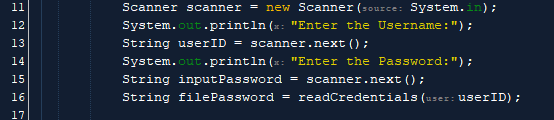 11 Scanner scanner = new Scanner( source: System.in);
12 System.out.println( x: "Enter the Username:");
13 String userID = scanner.next();
14 System.out.println( x: "Enter the Password:");
15 String inputPassword = scanner.next();
16 String filePassword = readCredentials( user: userID);
17